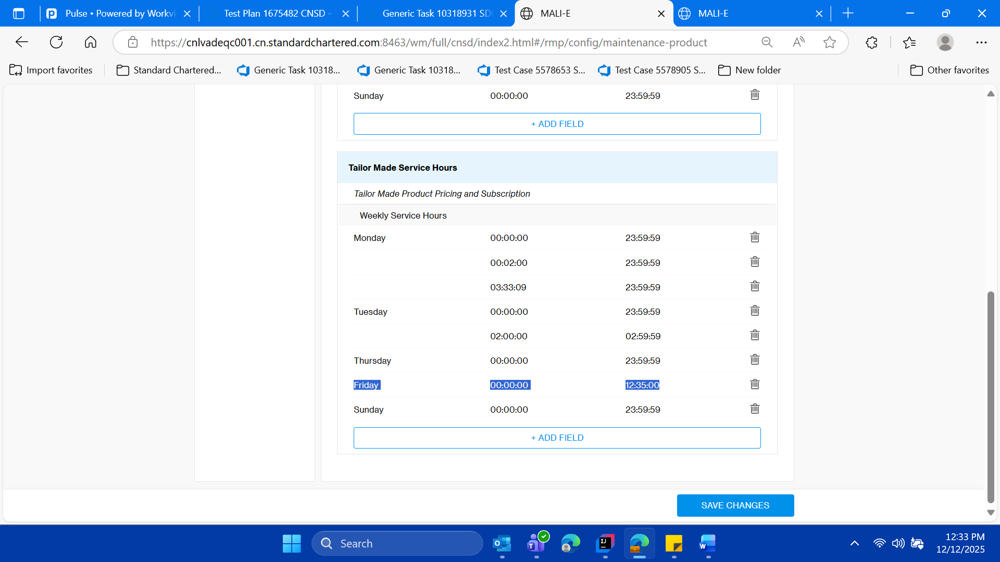 Pulse • Powered by Workvi
Test Plan 1675482 CNSD -
Generic Task 10318931 SD
MALI-E
MALI-E
https://cnlvadeqc001.cn.standardchartered.com:8463/wm/full/cnsd/index2.html#/rmp/config/maintenance-product
Import favorites
Standard Chartered...
Generic Task 10318...
Generic Task 10318...
Test Case 5578653 S...
Test Case 5578905 S...
New folder
Other favorites
Sunday 00:00:00 23:59:59
+ ADD FIELD
Tailor Made Service Hours
Tailor Made Product Pricing and Subscription
Weekly Service Hours
Monday 00:00:00 23:59:59
00:02:00 23:59:59
03:33:09 23:59:59
Tuesday 00:00:00 23:59:59
02:00:00 02:59:59
Thursday 00:00:00 23:59:59
Friday 00:00:00 12:35:00
Sunday 00:00:00 23:59:59
+ ADD FIELD
SAVE CHANGES
Search
12:33 PM
12/12/2025